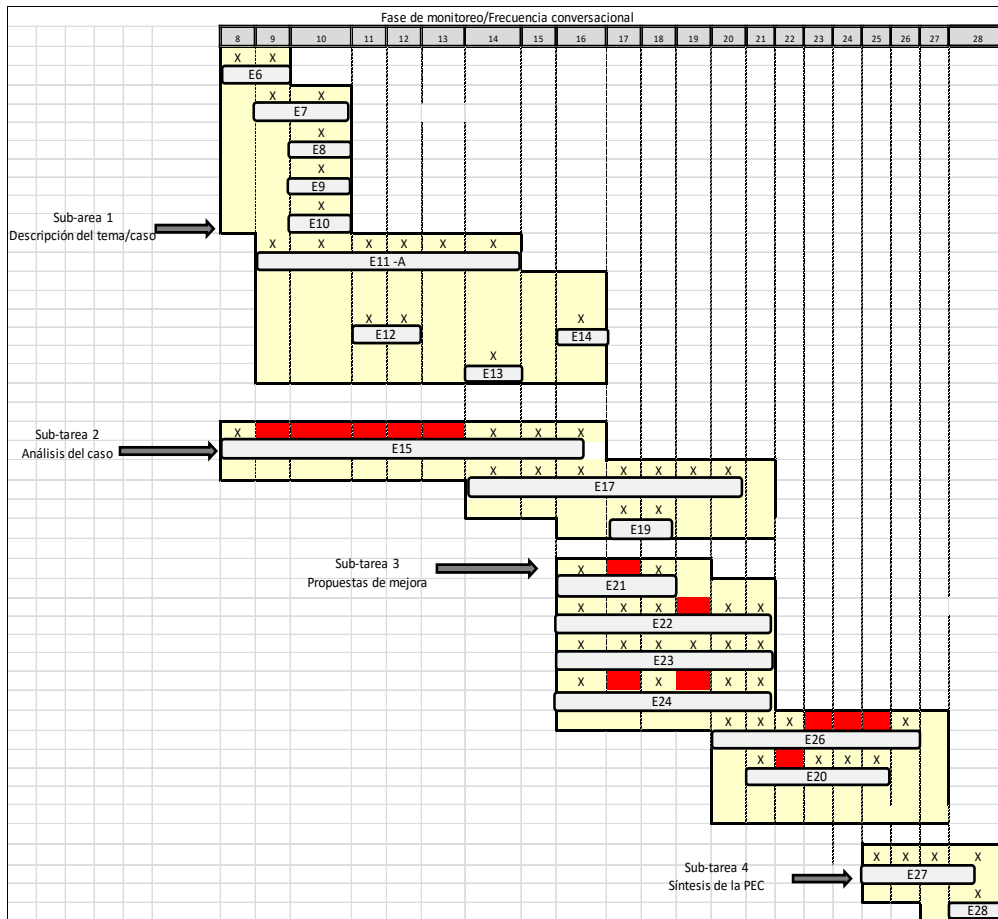 Fase de monitoreo/Frecuencia conversacional
8 9 10 11 12 13 14 15 16 17 18 19 20 21 22 23 24 25 26 27 28
X X
E6
X X
E7
X
E8
X
E9
X
E10
Sub-area 1
Descripción del tema/caso
X X X X X X
E11 -A
X X X
E12 E14
X
E13
Sub-tarea 2
Análisis del caso
X X X X
E15
X X X X X X X
E17
X X
E19
Sub-tarea 3
Propuestas de mejora
X X
E21
X X X X X
E22
X X X X X X
E23
X X X X
E24
X X X X
E26
X X X X
E20
Sub-tarea 4
Síntesis de la PEC
X X X X
E27
X
E28